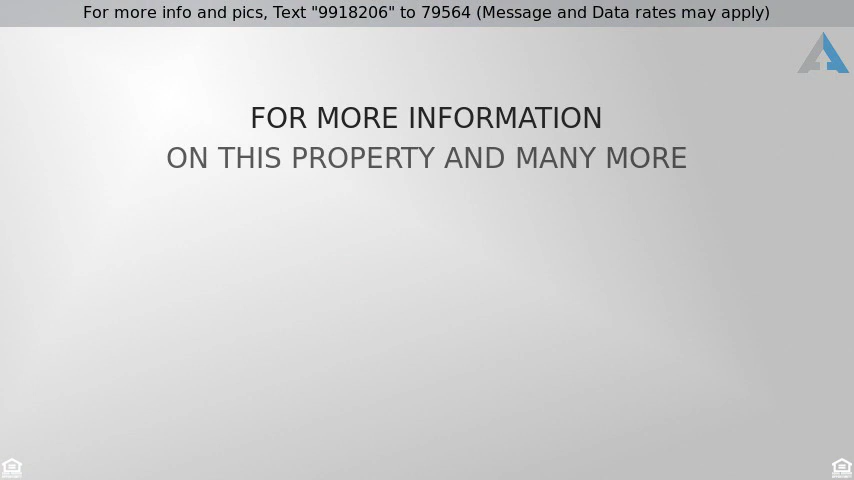 For more info and pics, Text "9918206" to 79564 (Message and Data rates may apply)
FOR MORE INFORMATION
ON THIS PROPERTY AND MANY MORE